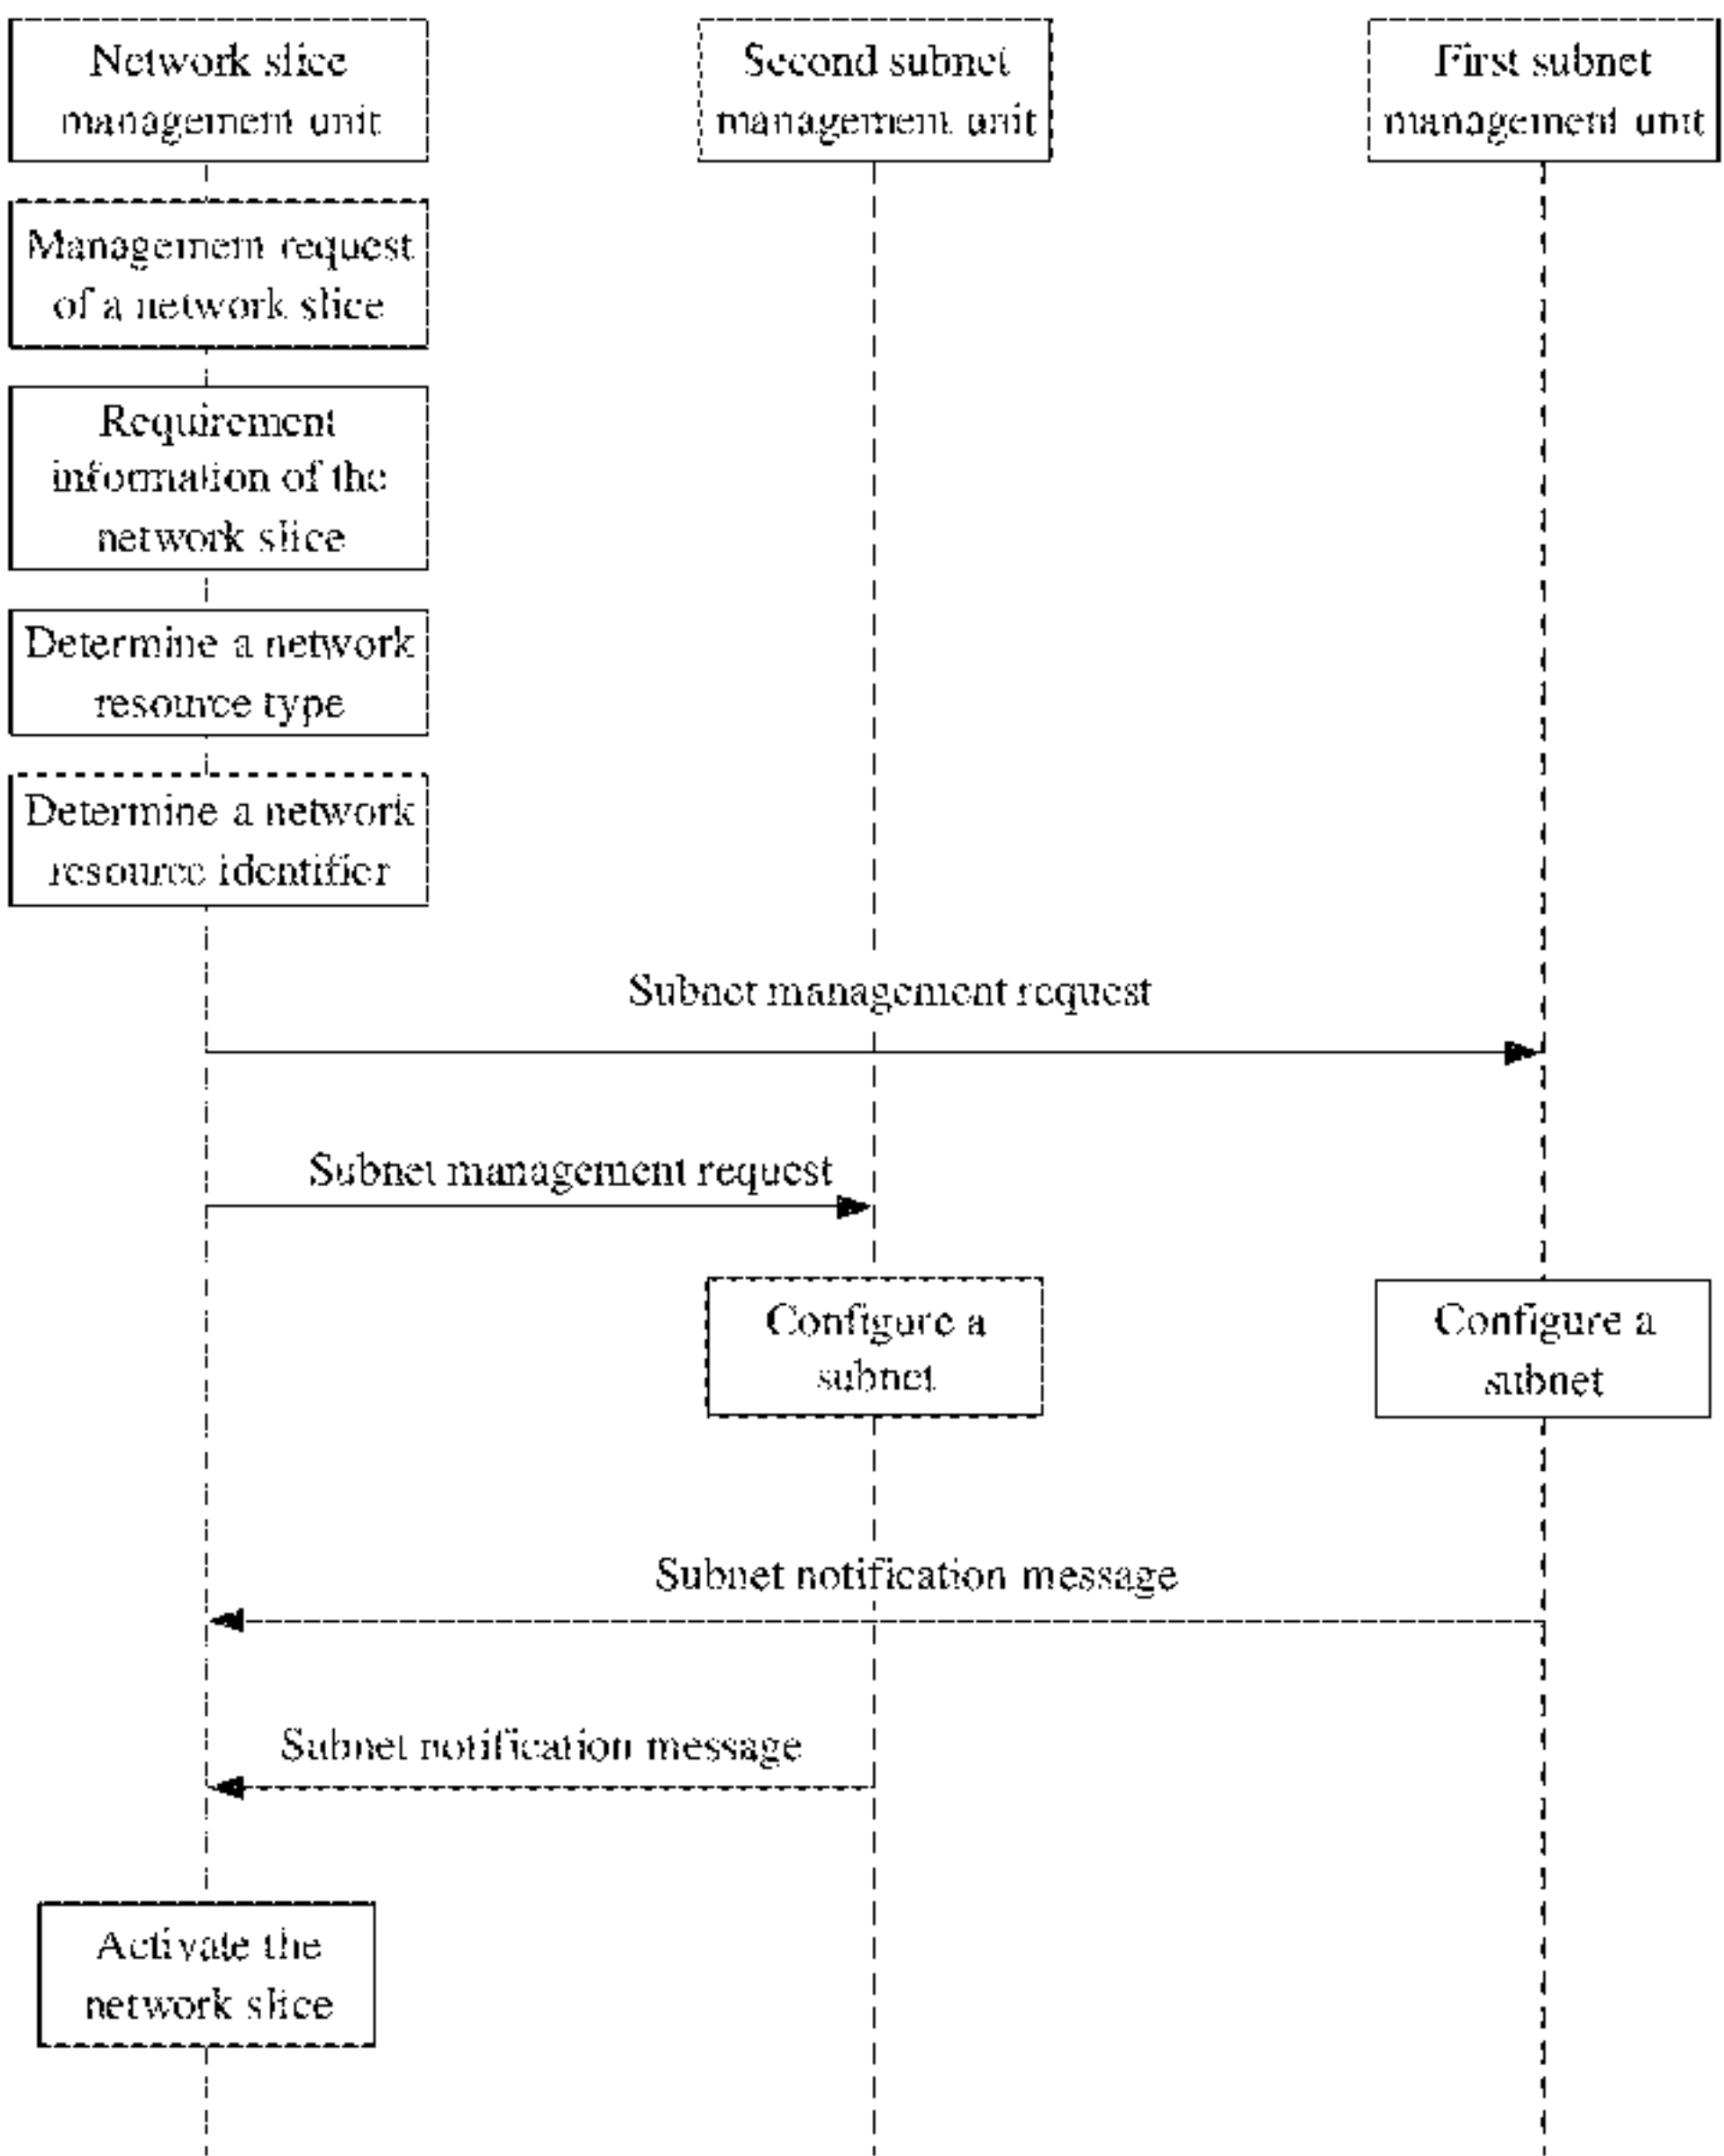 Network slice
management unit
Second subnet
management unit
First subnet
management unit
Management request
of a network slice
Requirement
information of the
network slice
Determine a network
resource type
Determine a network
resource identifier
Subnet management request
Subnet management request
Configure a
subnet
Configure a
subnet
Subnet notification message
Subnet notification message
Activate the
network slice